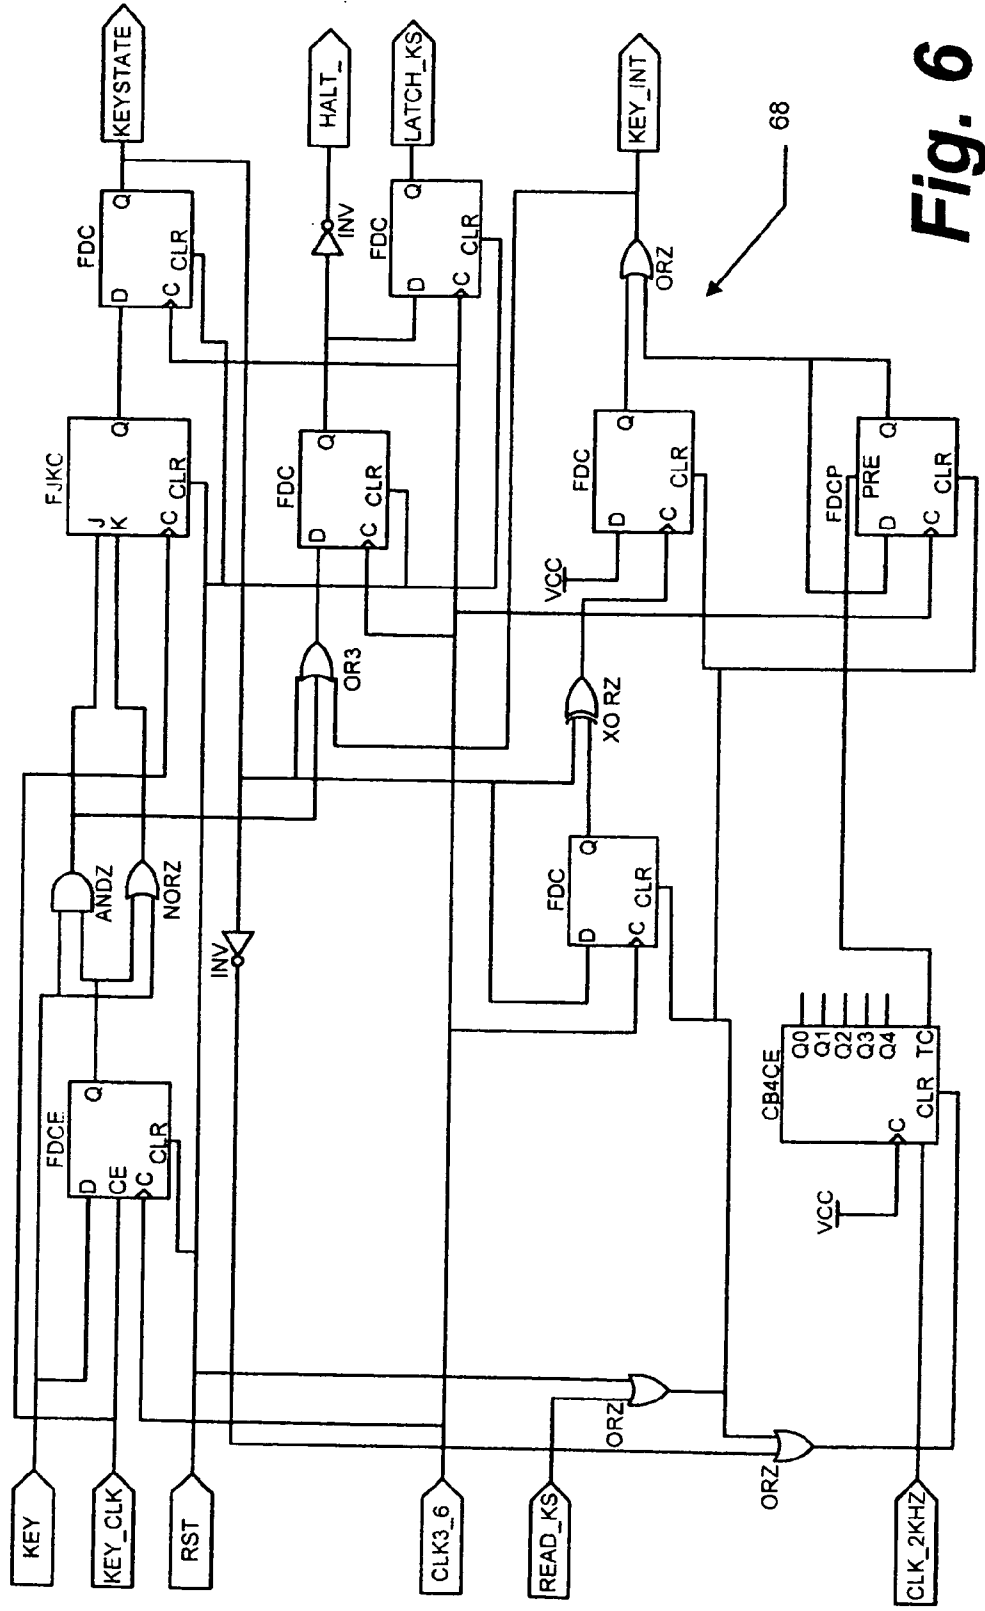 KEY
KEY_CLK
RST
CLK3_6
READ_KS
CLK_2KHZ
FDCE
D
CE
C
Q
CLR
ANDZ
NORZ
FJKC
J
K
C
Q
CLR
FDC
D
C
Q
CLR
KEYSTATE
INV
OR3
FDC
D
C
Q
CLR
INV
HALT_
FDC
D
C
Q
CLR
LATCH_KS
FDC
D
C
Q
CLR
XO RZ
VCC
FDC
D
C
Q
CLR
ORZ
KEY_INT
ORZ
ORZ
VCC
CB4CE
C
Q0
Q1
Q2
Q3
Q4
TC
CLR
FDCP
PRE
D
C
Q
CLR
68
Fig. 6